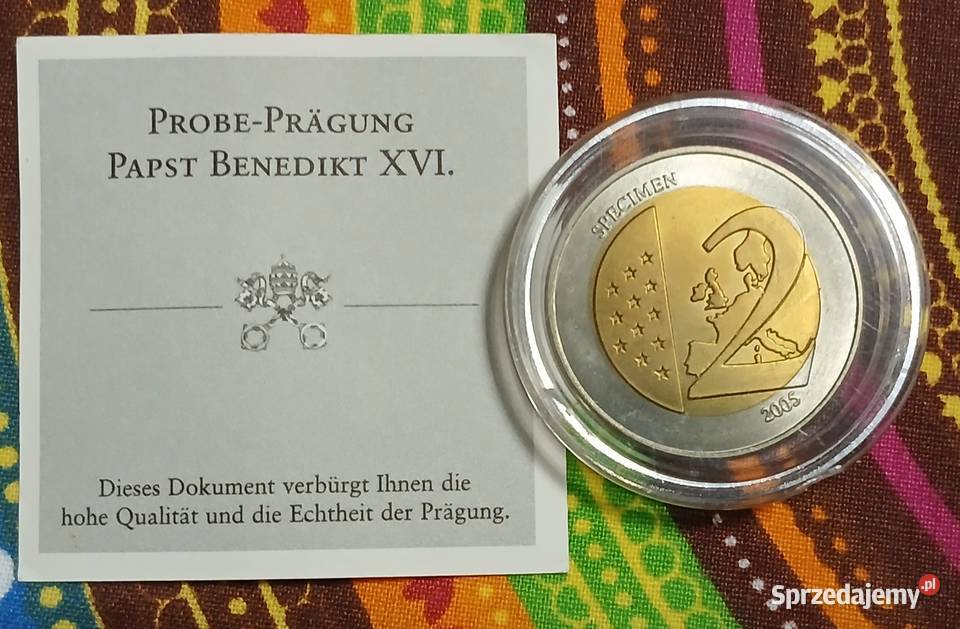 PROBE-PRÄGUNG
PAPST BENEDIKT XVI.
Dieses Dokument verbürgt Ihnen die
hohe Qualität und die Echtheit der Prägung.
SPECIMEN
2
2005
Sprzedajemy.pl